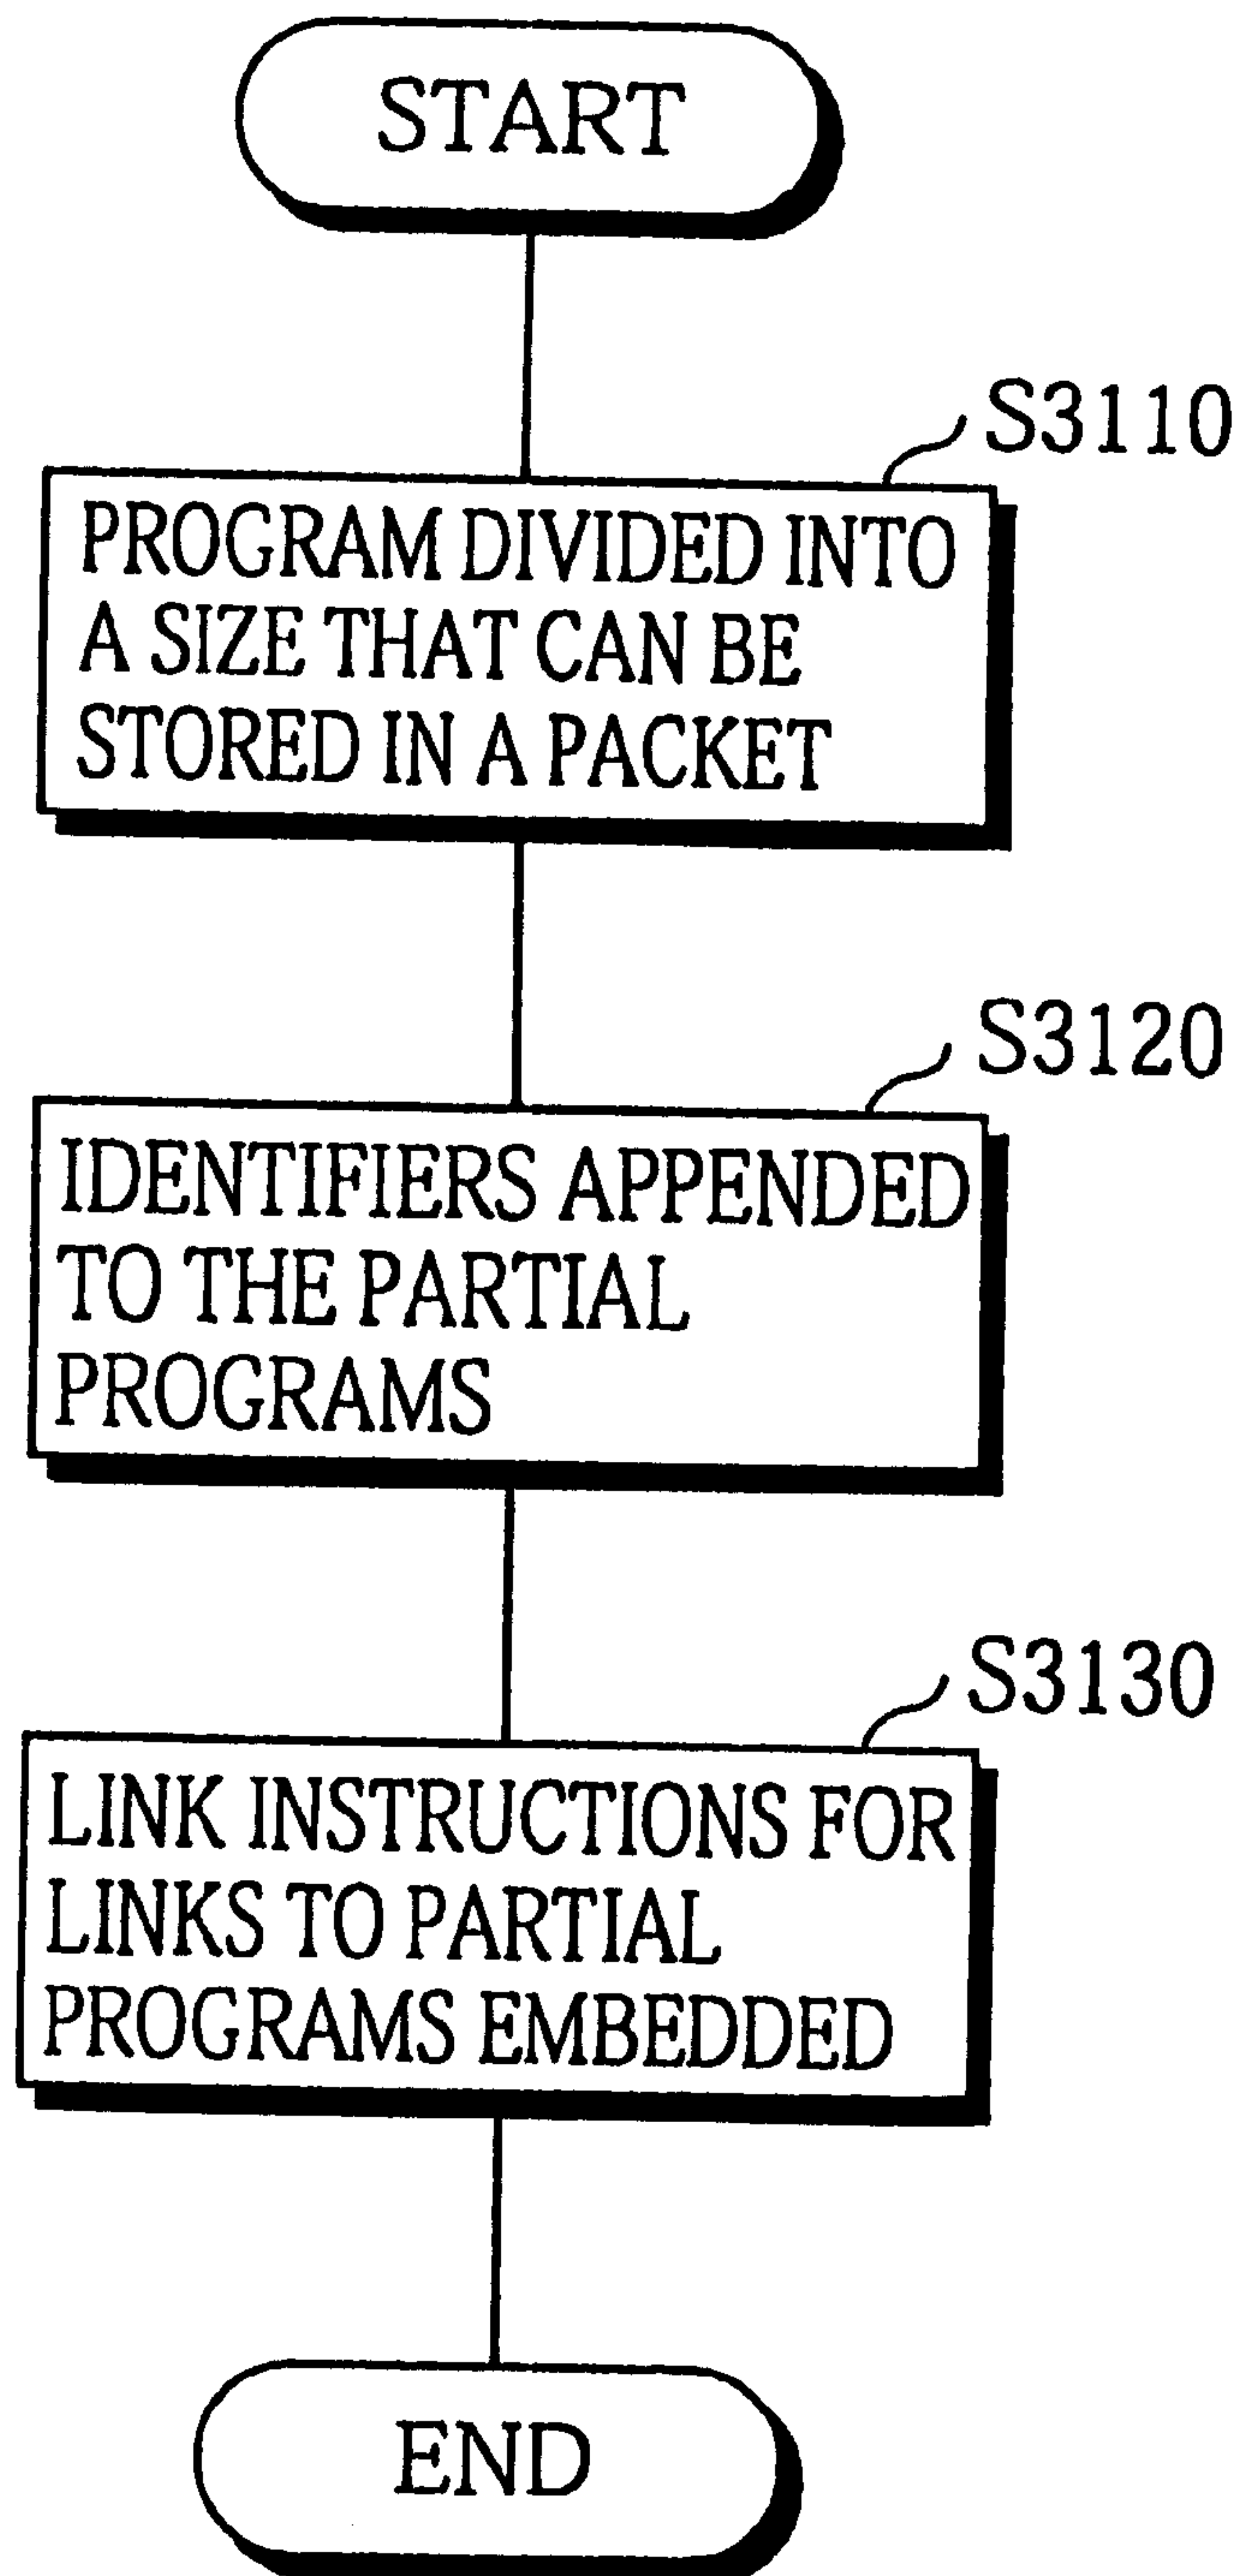 START
S3110
PROGRAM DIVIDED INTO
A SIZE THAT CAN BE
STORED IN A PACKET
S3120
IDENTIFIERS APPENDED
TO THE PARTIAL
PROGRAMS
S3130
LINK INSTRUCTIONS FOR
LINKS TO PARTIAL
PROGRAMS EMBEDDED
END